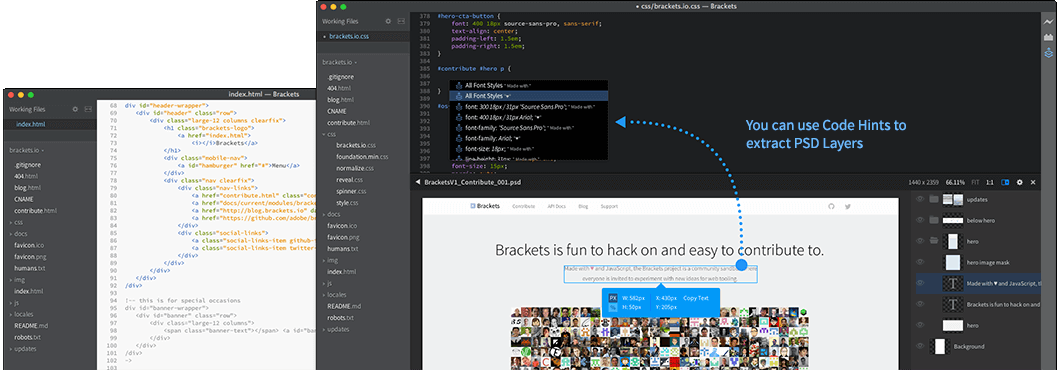 index.html — Brackets
Working Files
index.html
brackets.io
.gitignore
404.html
blog.html
CNAME
contribute.html
css
docs
favicon.ico
favicon.png
humans.txt
img
index.html
js
locales
README.md
robots.txt
updates
68 div id="header-wrapper">
69 <div id="header" class="row">
70 <div class="large-12 columns clearfix">
71 <h1 class="brackets-logo">
72 <a href="index.html">
73 <i></i>Brackets</a>
74 </h1>
75 <div class="mobile-nav">
76 <a id="hamburger" href="#">Menu</a>
77 </div>
78 <div class="nav clearfix">
79 <div class="nav-links">
80 <a href="contribute.html" class="con
81 <a href="docs/current/modules/bracke
82 <a href="http://blog.brackets.io" da
83 <a href="https://github.com/adobe/br
84 </div>
85 <div class="social-links">
86 <a class="social-links-item github-
87 <a class="social-links-item twitter-
88 </div>
89 </div>
90 </div>
91 </div>
92 /div>
93
94 !-- this is for special occasions
95 div id="banner-wrapper">
96 <div class="row">
97 <div class="large-12 columns">
98 <span class="banner-text"></span> <a id="ba
99 </div>
100 </div>
101 /div>
102 ->
103
• css/brackets.io.css — Brackets
Working Files
• brackets.io.css
brackets.io
.gitignore
404.html
blog.html
CNAME
contribute.html
css
brackets.io.css
foundation.min.css
normalize.css
reveal.css
spinner.css
style.css
docs
favicon.ico
favicon.png
humans.txt
img
index.html
js
locales
README.md
robots.txt
updates
378 #hero-cta-button {
379 font: 400 18px source-sans-pro, sans-serif;
380 text-align: center;
381 padding-left: 1.5em;
382 padding-right: 1.5em;
383 }
384
385 #contribute #hero p {
386
387
388 }
389
390 #os
391
392
393
394
395
396
397
398 font-size: 15px;
All Font Styles "Made with"
All Font Styles "♥"
font: 300 18px / 31px 'Source Sans Pro'; "Made with"
font: 400 18px / 31px Arial; "♥"
font-family: 'Source Sans Pro'; "Made with"
font-family: Arial; "♥"
font-size: 18px; "Made with"
line-height: 31px; "Made with"
You can use Code Hints to
extract PSD Layers
BracketsV1_Contribute_001.psd
1440 x 2359 66.11% FIT 1:1
Brackets Contribute API Docs Blog Support
Brackets is fun to hack on and easy to contribute to.
Made with ♥ and JavaScript, the Brackets project is a community sandbox where
everyone is invited to experiment with new ideas for web tooling.
PX W: 582px X: 430px Copy Text
H: 50px Y: 205px
updates
below hero
hero
hero image mask
Made with ♥ and JavaScript, th
Brackets is fun to hack on and
hero
Background